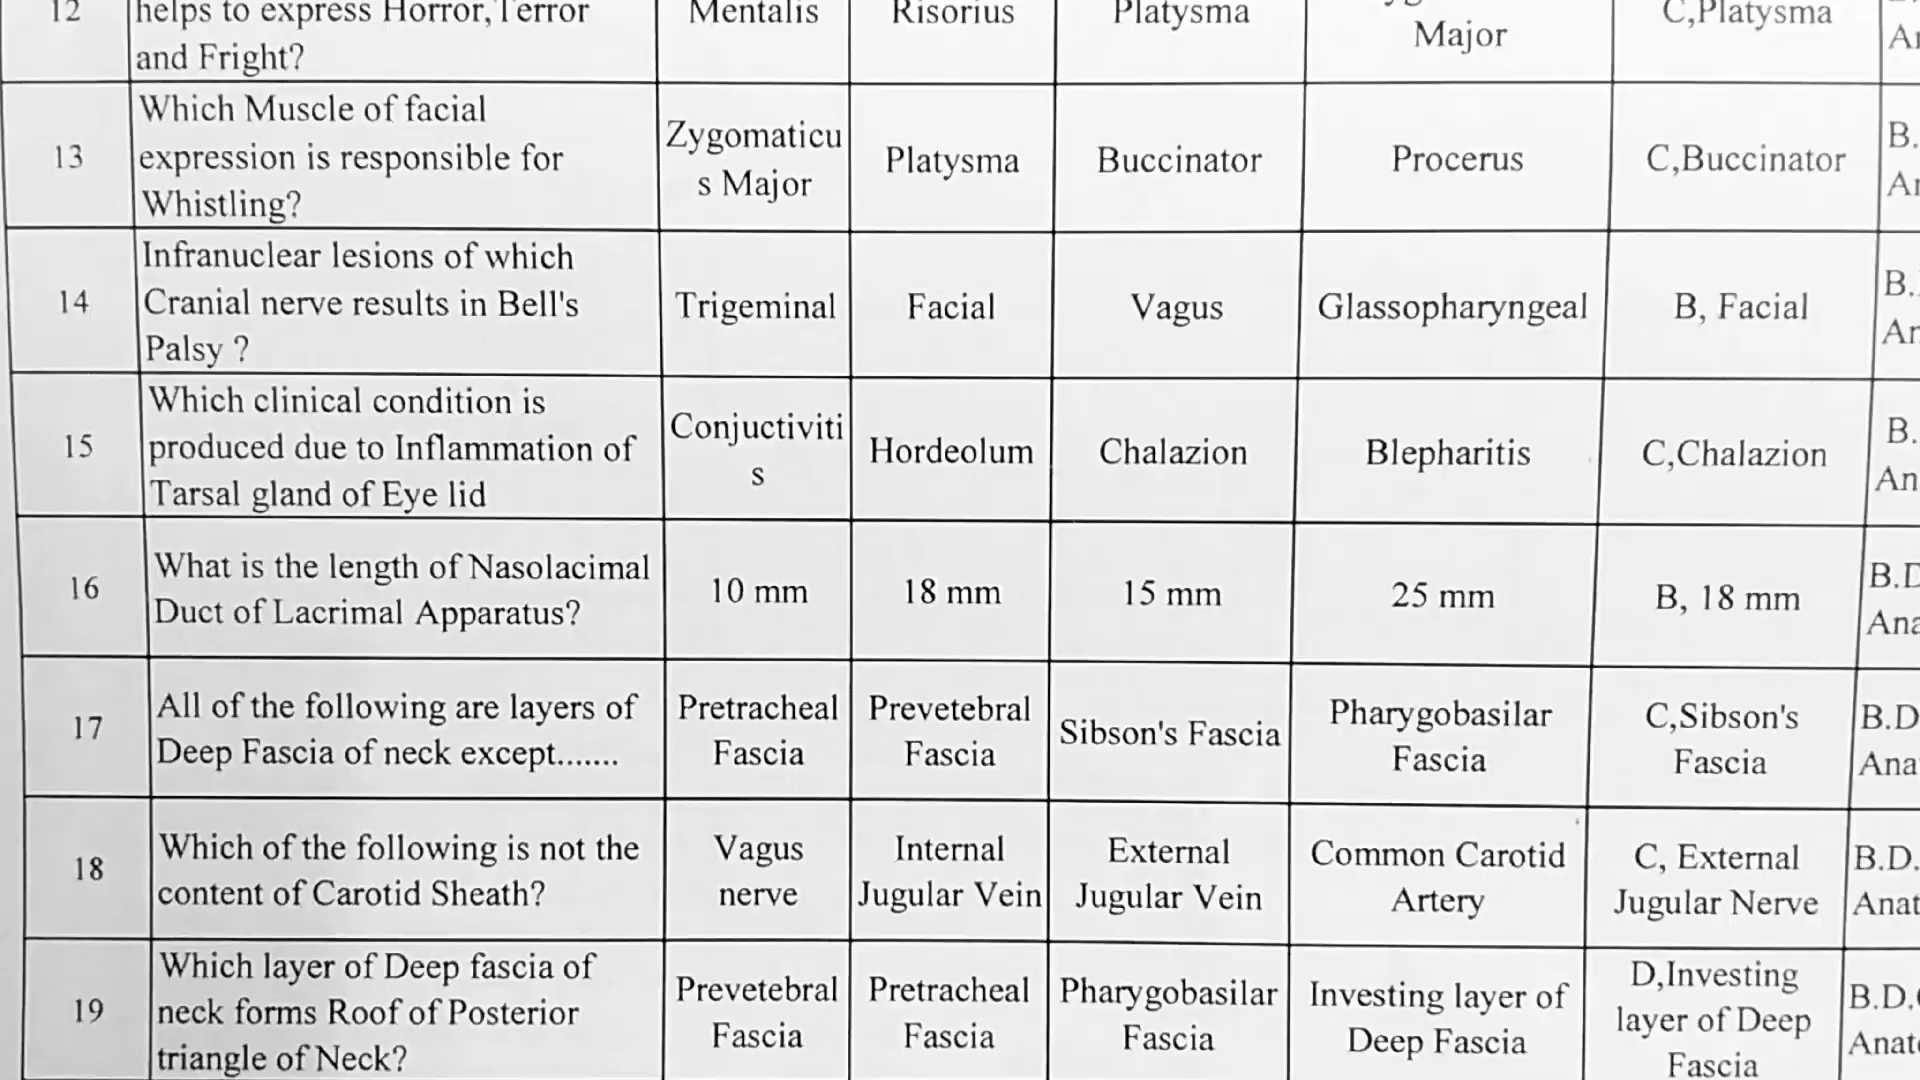 12
helps to express Horror,Terror
and Fright?
Mentalis
Risorius
Platysma
Major
C,Platysma
13
Which Muscle of facial
expression is responsible for
Whistling?
Zygomaticu
s Major
Platysma
Buccinator
Procerus
C,Buccinator
B.
14
Infranuclear lesions of which
Cranial nerve results in Bell's
Palsy ?
Trigeminal
Facial
Vagus
Glassopharyngeal
B, Facial
B.
15
Which clinical condition is
produced due to Inflammation of
Tarsal gland of Eye lid
Conjuctiviti
s
Hordeolum
Chalazion
Blepharitis
C,Chalazion
B.
An
16
What is the length of Nasolacimal
Duct of Lacrimal Apparatus?
10 mm
18 mm
15 mm
25 mm
B, 18 mm
B.D
Ana
17
All of the following are layers of
Deep Fascia of neck except.......
Pretracheal
Fascia
Prevetebral
Fascia
Sibson's Fascia
Pharygobasilar
Fascia
C,Sibson's
Fascia
B.D
Ana
18
Which of the following is not the
content of Carotid Sheath?
Vagus
nerve
Internal
Jugular Vein
External
Jugular Vein
Common Carotid
Artery
C, External
Jugular Nerve
B.D.
Anat
19
Which layer of Deep fascia of
neck forms Roof of Posterior
triangle of Neck?
Prevetebral
Fascia
Pretracheal
Fascia
Pharygobasilar
Fascia
Investing layer of
Deep Fascia
D,Investing
layer of Deep
Fascia
B.D.
Anat